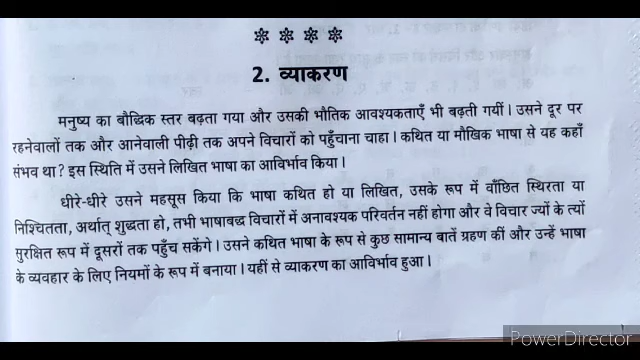 2. व्याकरण
मनुष्य का बौद्धिक स्तर बढ़ता गया और उसकी भौतिक आवश्यकताएँ भी बढ़ती गयीं। उसने दूर पर
रहनेवालों तक और आनेवाली पीढ़ी तक अपने विचारों को पहुँचाना चाहा। कथित या मौखिक भाषा से यह कहाँ
संभव था? इस स्थिति में उसने लिखित भाषा का आविर्भाव किया।
धीरे-धीरे उसने महसूस किया कि भाषा कथित हो या लिखित, उसके रूप में वाँछित स्थिरता या
निश्चितता, अर्थात् शुद्धता हो, तभी भाषाबद्ध विचारों में अनावश्यक परिवर्तन नहीं होगा और वे विचार ज्यों के त्यों
सुरक्षित रूप में दूसरों तक पहुँच सकेंगे। उसने कथित भाषा के रूप से कुछ सामान्य बातें ग्रहण कीं और उन्हें भाषा
के व्यवहार के लिए नियमों के रूप में बनाया। यहीं से व्याकरण का आविर्भाव हुआ।
PowerDirector